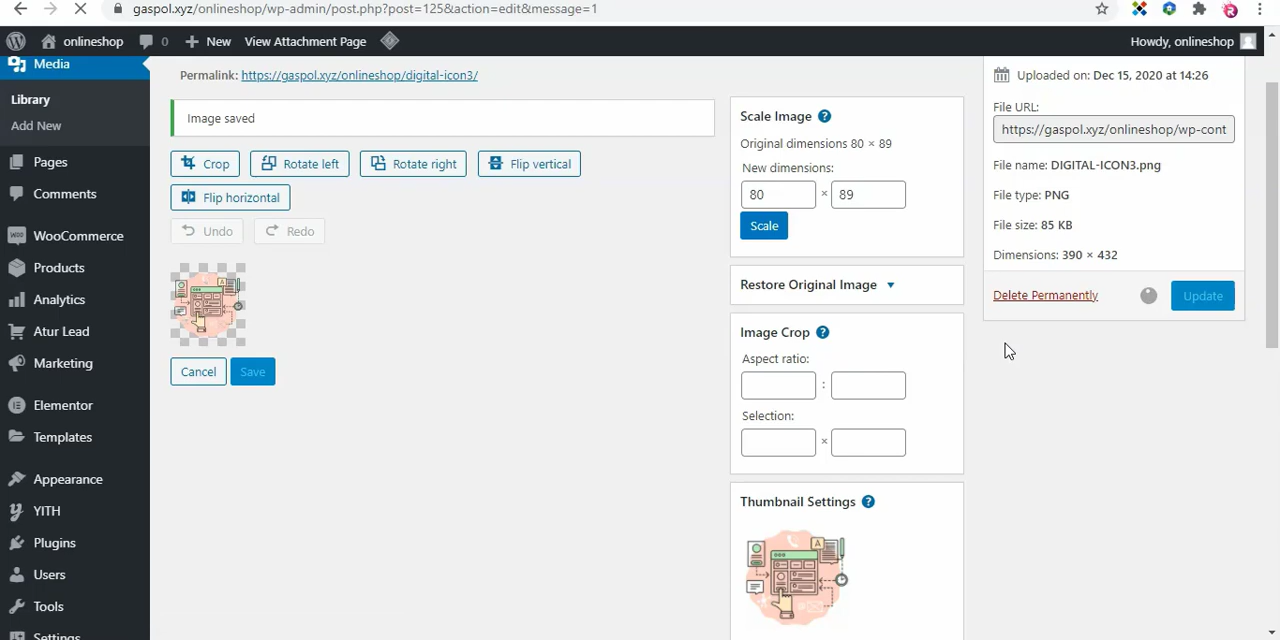 gaspol.xyz/onlineshop/wp-admin/post.php?post=125&action=edit&message=1
onlineshop
0
New
View Attachment Page
Howdy, onlineshop
Media
Library
Add New
Pages
Comments
WooCommerce
Products
Analytics
Atur Lead
Marketing
Elementor
Templates
Appearance
YITH
Plugins
Users
Tools
Settings
Permalink: https://gaspol.xyz/onlineshop/digital-icon3/
Image saved
Crop
Rotate left
Rotate right
Flip vertical
Flip horizontal
Undo
Redo
Cancel
Save
Scale Image
Original dimensions 80 × 89
New dimensions:
80 × 89
Scale
Restore Original Image
Image Crop
Aspect ratio:
:
Selection:
×
Thumbnail Settings
Uploaded on: Dec 15, 2020 at 14:26
File URL:
https://gaspol.xyz/onlineshop/wp-cont
File name: DIGITAL-ICON3.png
File type: PNG
File size: 85 KB
Dimensions: 390 × 432
Delete Permanently
Update